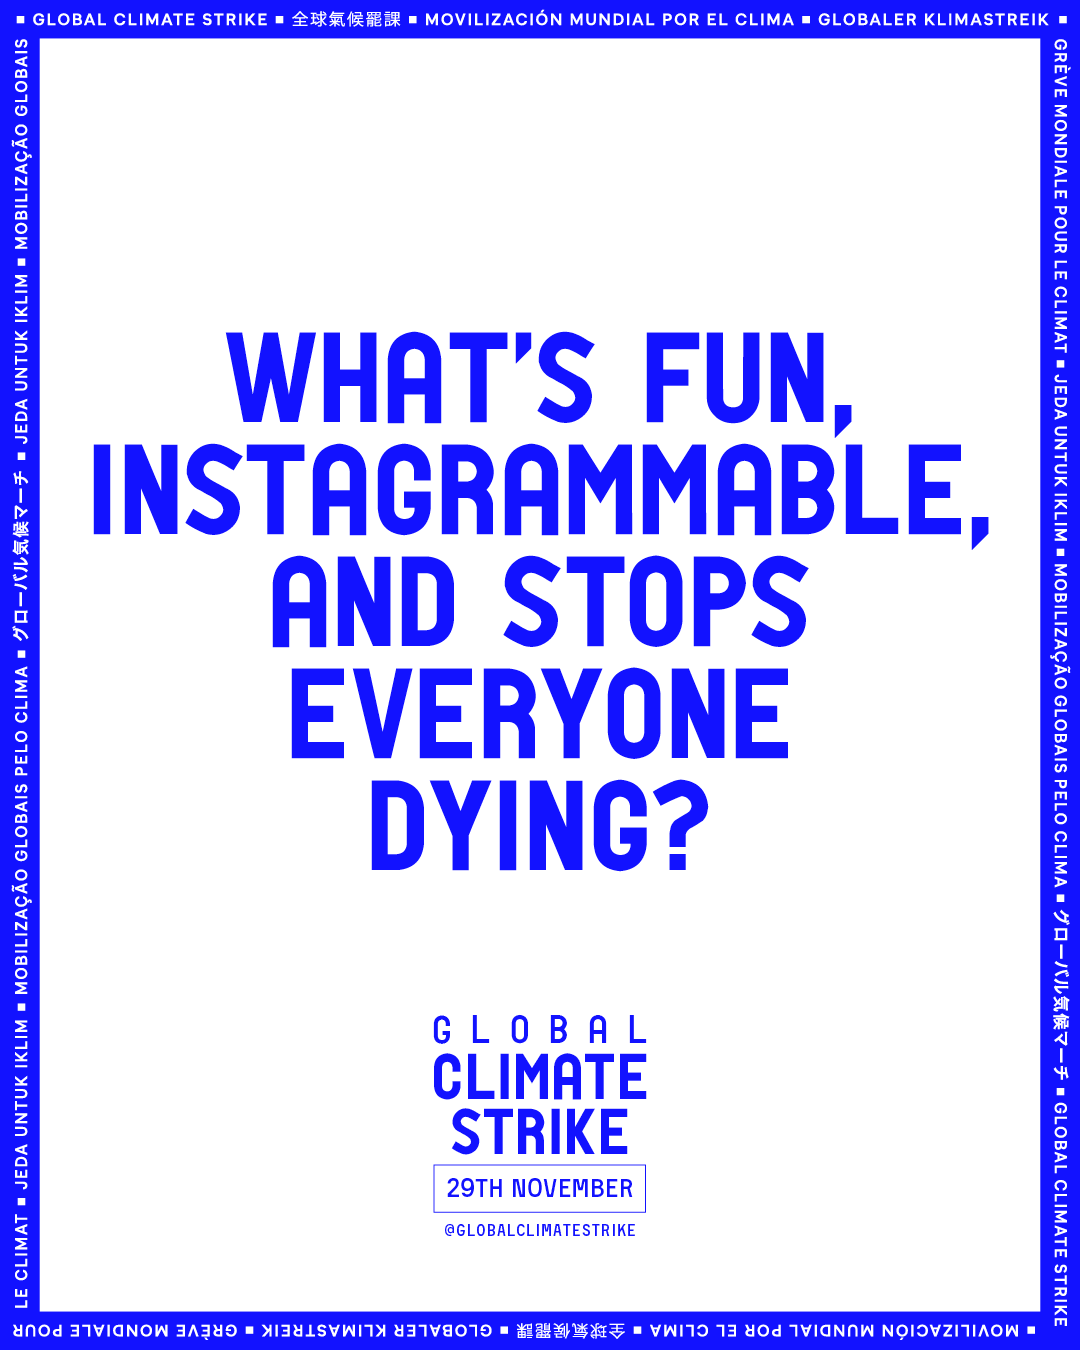 ■ GLOBAL CLIMATE STRIKE ■ 全球氣候罷課 ■ MOVILIZACIÓN MUNDIAL POR EL CLIMA ■ GLOBALER KLIMASTREIK ■
GRÈVE MONDIALE POUR LE CLIMAT ■ JEDA UNTUK IKLIM ■ MOBILIZAÇÃO GLOBAIS PELO CLIMA ■ グローバル気候マーチ ■ GLOBAL CLIMATE STRIKE
■ MOVILIZACIÓN MUNDIAL POR EL CLIMA ■ 全球氣候罷課 ■ GLOBALER KLIMASTREIK ■ GRÈVE MONDIALE POUR
LE CLIMAT ■ JEDA UNTUK IKLIM ■ MOBILIZAÇÃO GLOBAIS PELO CLIMA ■ グローバル気候マーチ ■ JEDA UNTUK IKLIM ■ MOBILIZAÇÃO GLOBAIS
WHAT'S FUN,
INSTAGRAMMABLE,
AND STOPS
EVERYONE
DYING?
GLOBAL
CLIMATE
STRIKE
29TH NOVEMBER
@GLOBALCLIMATESTRIKE